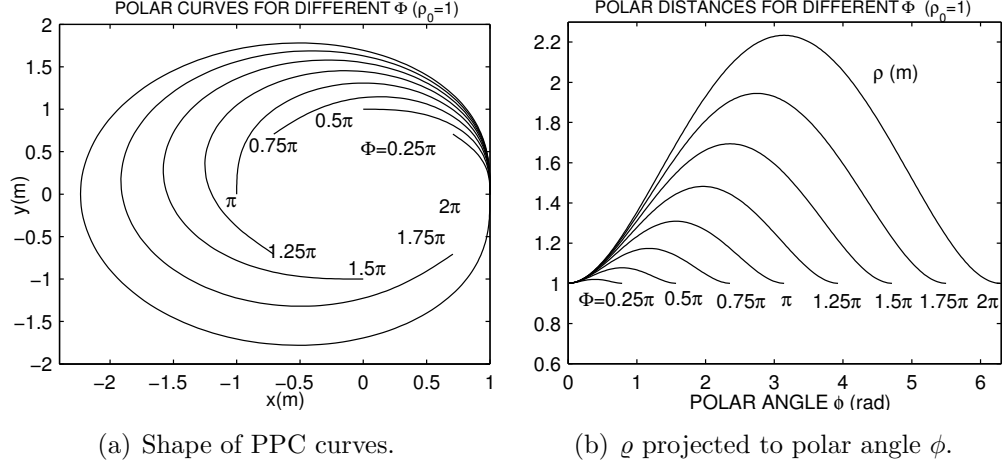 POLAR CURVES FOR DIFFERENT Φ (ρ₀=1)
2
1.5
1
0.5
0
−0.5
−1
−1.5
−2
y(m)
0.5π
0.75π
Φ=0.25π
π
2π
1.75π
1.25π
1.5π
−2 −1.5 −1 −0.5 0 0.5 1
x(m)
(a) Shape of PPC curves.
POLAR DISTANCES FOR DIFFERENT Φ (ρ₀=1)
2.2
2
1.8
1.6
1.4
1.2
1
0.8
0.6
ρ (m)
Φ=0.25π 0.5π 0.75π π 1.25π 1.5π 1.75π 2π
0 1 2 3 4 5 6
POLAR ANGLE ϕ (rad)
(b) ϱ projected to polar angle ϕ.